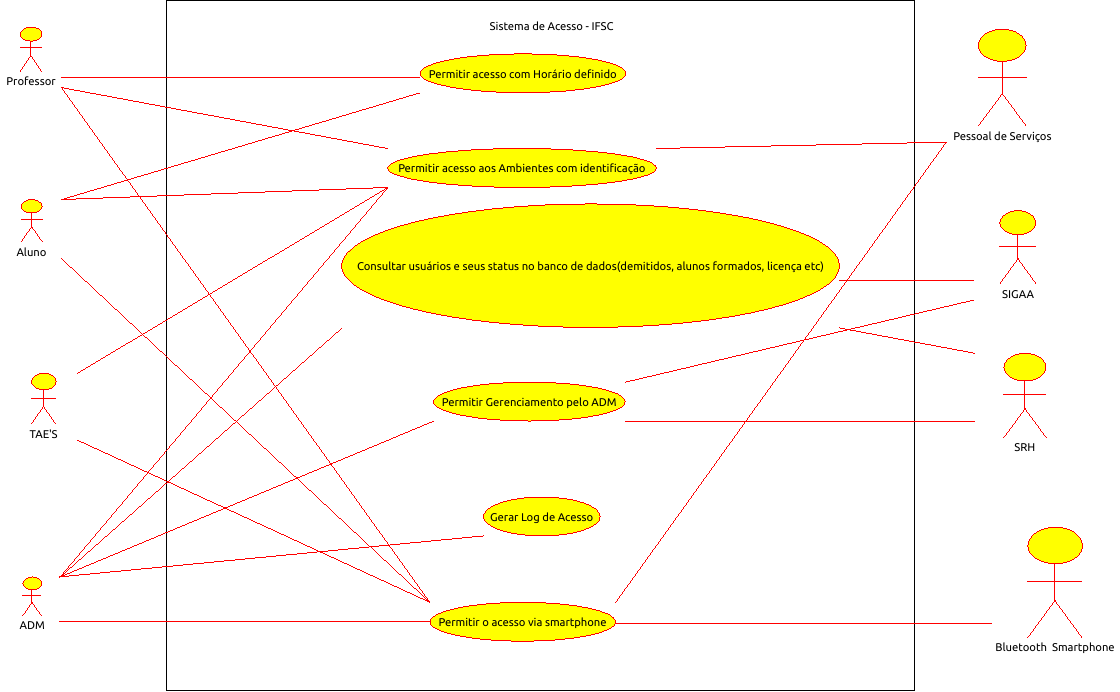 Sistema de Acesso - IFSC
Professor
Permitir acesso com Horário definido
Pessoal de Serviços
Permitir acesso aos Ambientes com identificação
Aluno
Consultar usuários e seus status no banco de dados(demitidos, alunos formados, licença etc)
SIGAA
Permitir Gerenciamento pelo ADM
TAE'S
SRH
Gerar Log de Acesso
ADM
Permitir o acesso via smartphone
Bluetooth Smartphone